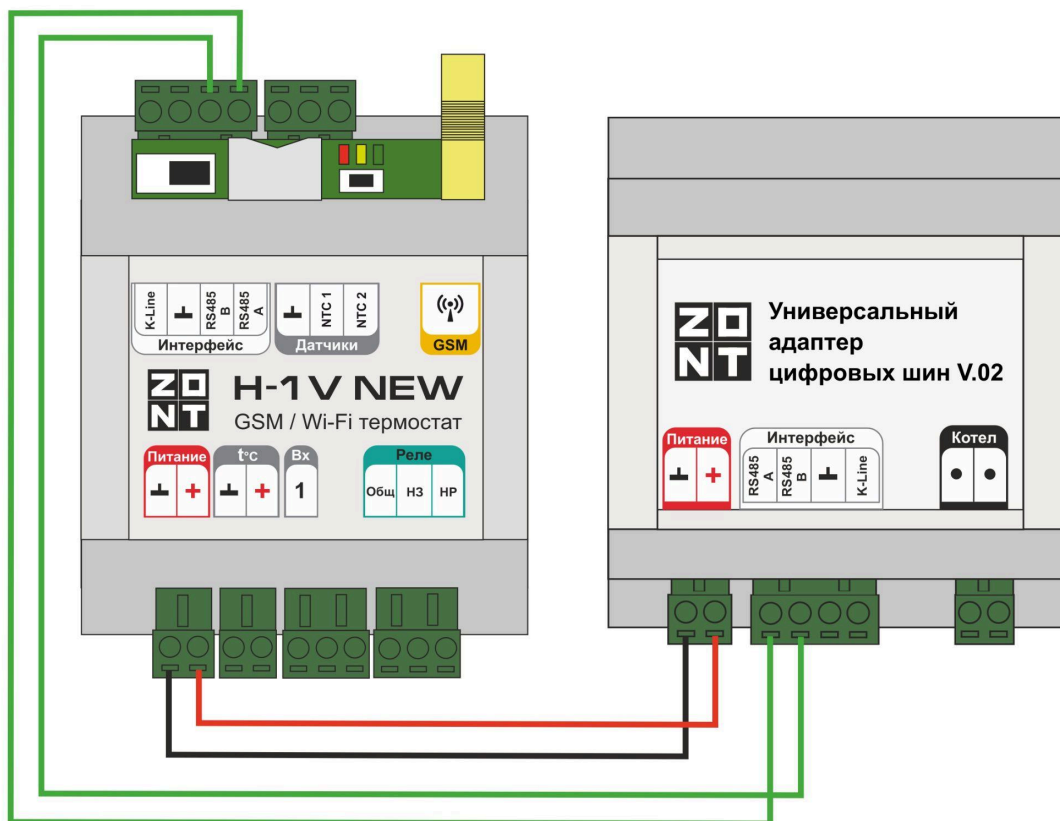 K-Line
RS485
B
RS485
A
NTC 1
NTC 2
Интерфейс
Датчики
GSM
ZONT
H-1V NEW
GSM / Wi-Fi термостат
Питание
t°C
Вх
Реле
+
+
1
Общ
НЗ
НР
ZONT
Универсальный
адаптер
цифровых шин V.02
Питание
Интерфейс
Котел
+
RS485
A
RS485
B
K-Line